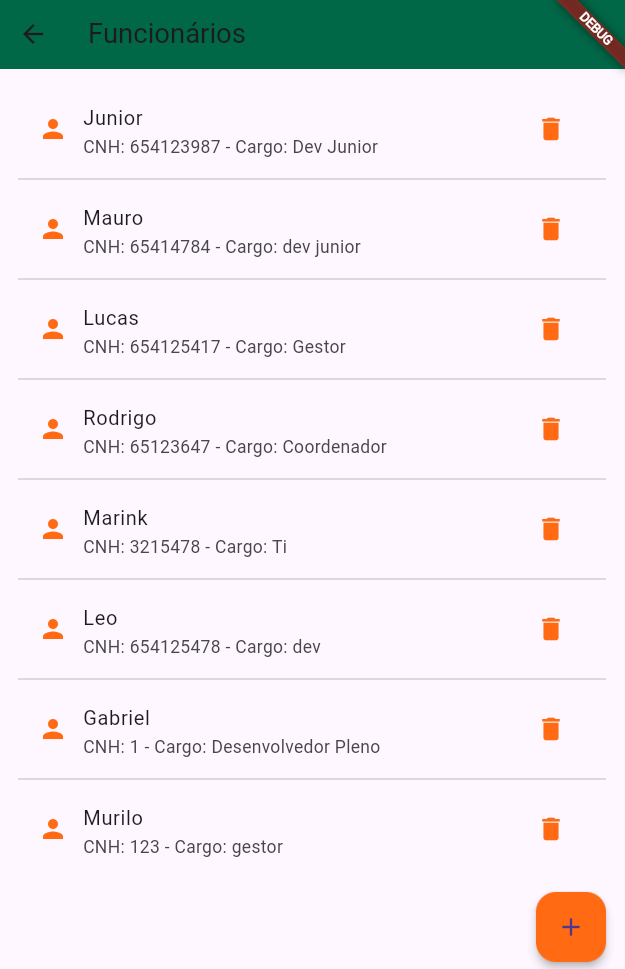 Funcionários
DEBUG
Junior
CNH: 654123987 - Cargo: Dev Junior
Mauro
CNH: 65414784 - Cargo: dev junior
Lucas
CNH: 654125417 - Cargo: Gestor
Rodrigo
CNH: 65123647 - Cargo: Coordenador
Marink
CNH: 3215478 - Cargo: Ti
Leo
CNH: 654125478 - Cargo: dev
Gabriel
CNH: 1 - Cargo: Desenvolvedor Pleno
Murilo
CNH: 123 - Cargo: gestor